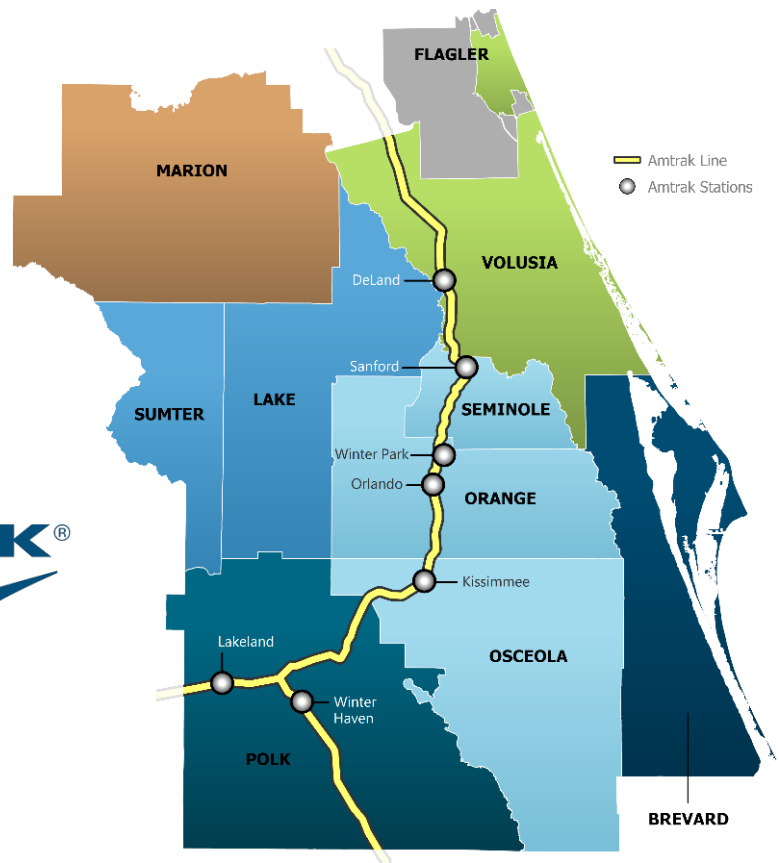 FLAGLER
MARION
Amtrak Line
Amtrak Stations
VOLUSIA
DeLand
Sanford
LAKE
SUMTER
SEMINOLE
Winter Park
Orlando
ORANGE
K®
Kissimmee
Lakeland
OSCEOLA
Winter
Haven
POLK
BREVARD